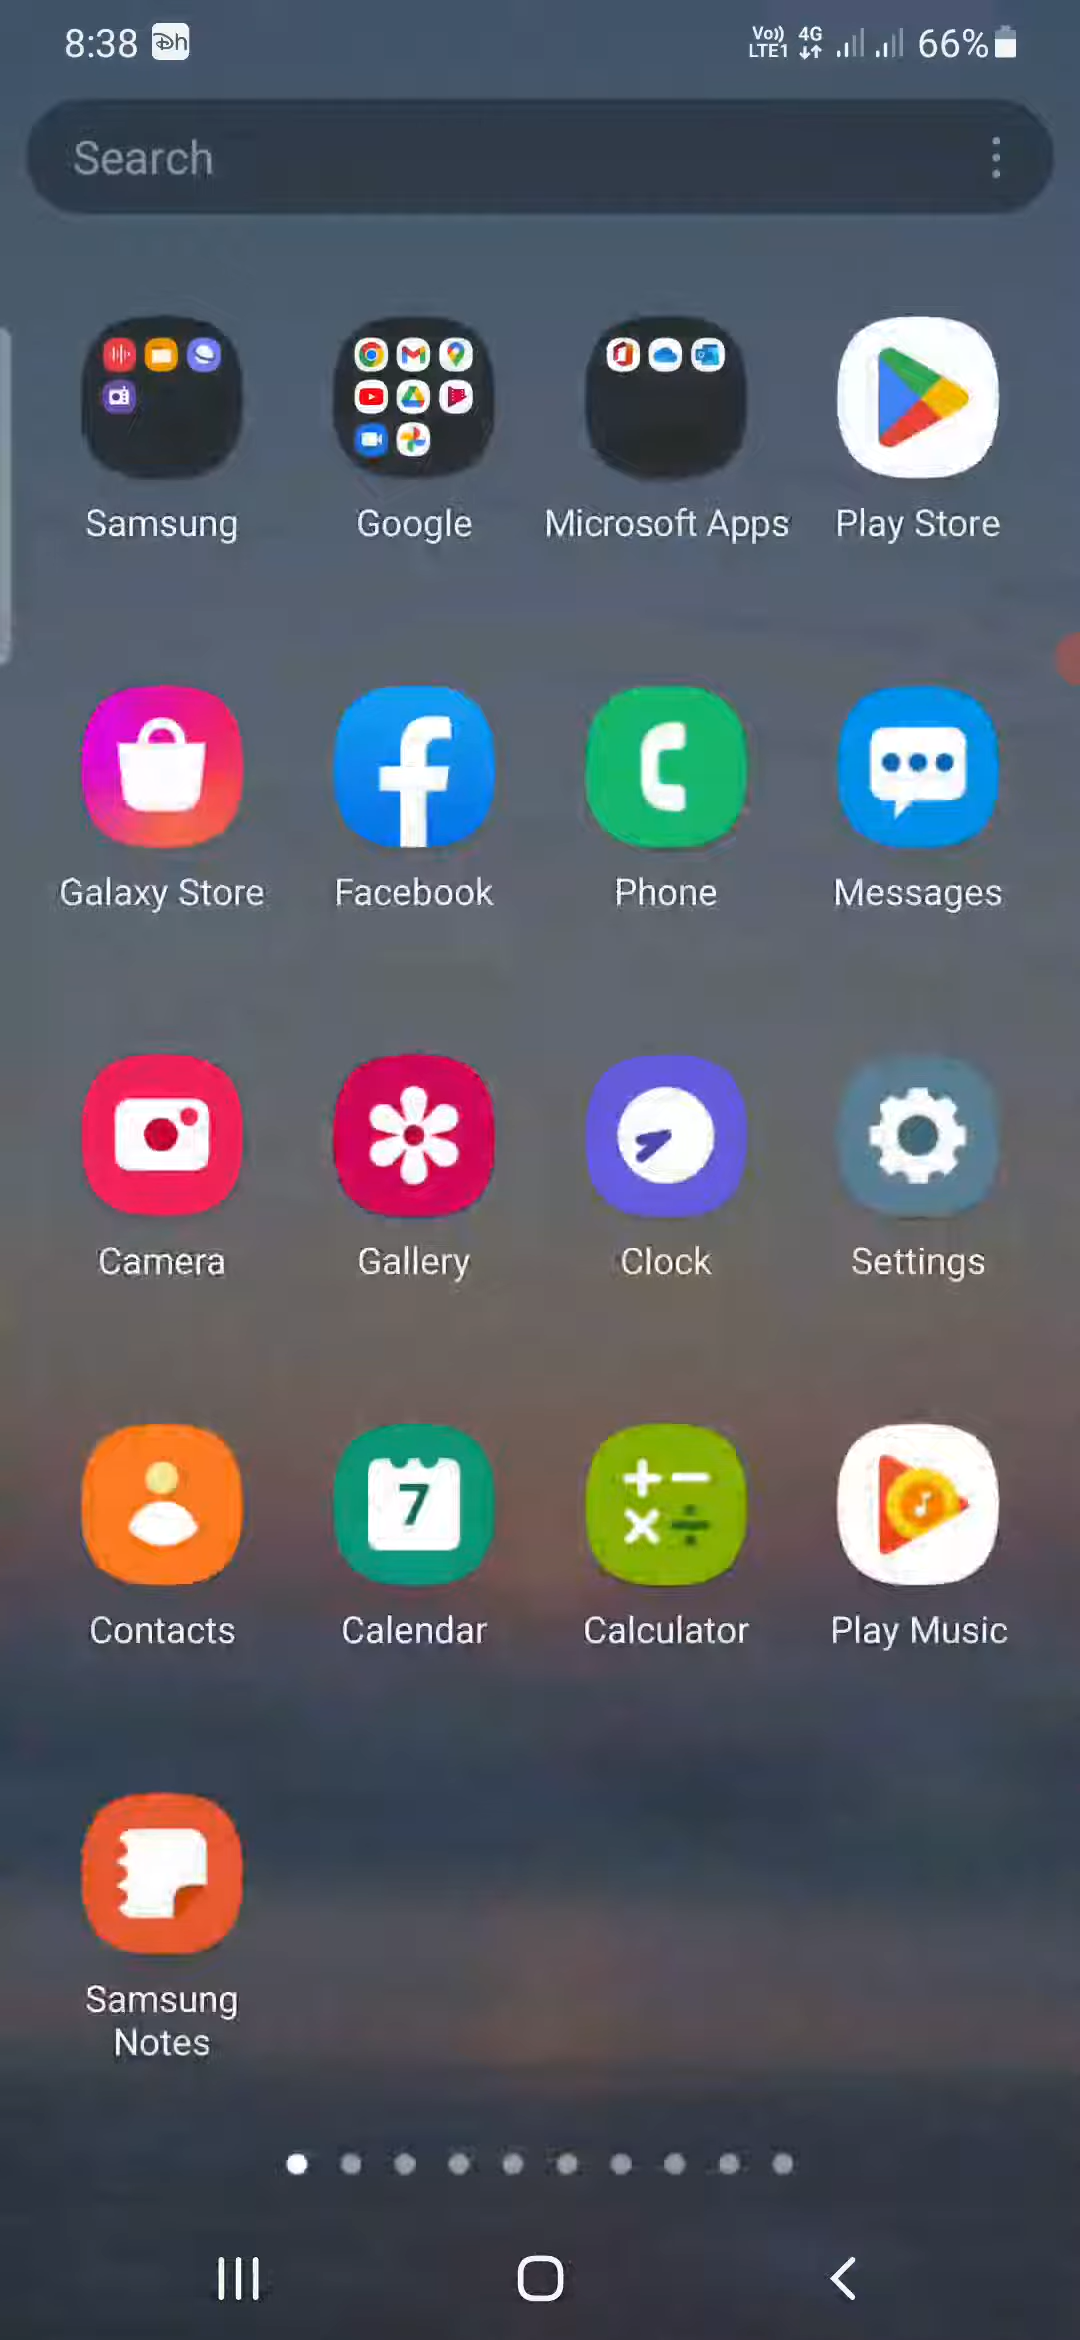 8:38 Dh Vo)) LTE1 4G 66%
Search
Samsung Google Microsoft Apps Play Store
Galaxy Store Facebook Phone Messages
Camera Gallery Clock Settings
7
Contacts Calendar Calculator Play Music
Samsung
Notes